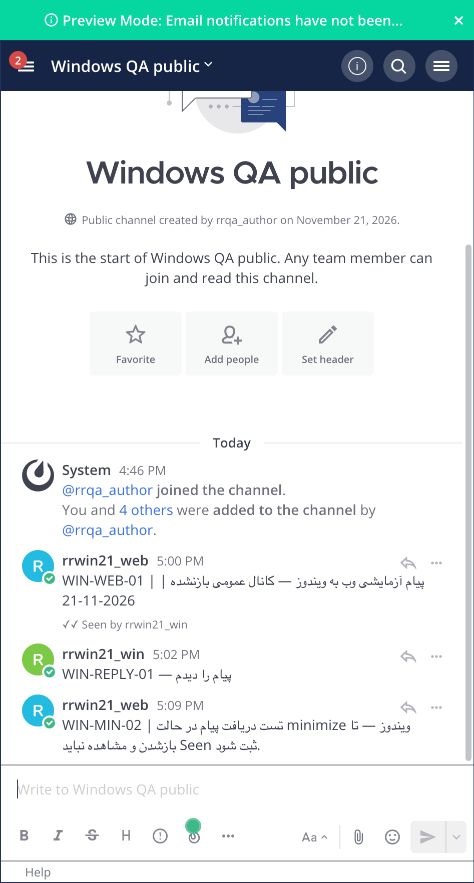 Preview Mode: Email notifications have not been...
2
Windows QA public
Windows QA public
Public channel created by rrqa_author on November 21, 2026.
This is the start of Windows QA public. Any team member can
join and read this channel.
Favorite
Add people
Set header
Today
System 4:46 PM
@rrqa_author joined the channel.
You and 4 others were added to the channel by
@rrqa_author.
R
rrwin21_web 5:00 PM
WIN-WEB-01 | پیام آزمایشی وب به ویندوز — کانال عمومی بازنشده |
21-11-2026
✓✓ Seen by rrwin21_win
R
rrwin21_win 5:02 PM
WIN-REPLY-01 — پیام را دیدم
R
rrwin21_web 5:09 PM
WIN-MIN-02 | تست دریافت پیام در حالت minimize ویندوز — تا
بازشدن و مشاهده نباید Seen ثبت شود.
Write to Windows QA public
B I S H
Aa
Help